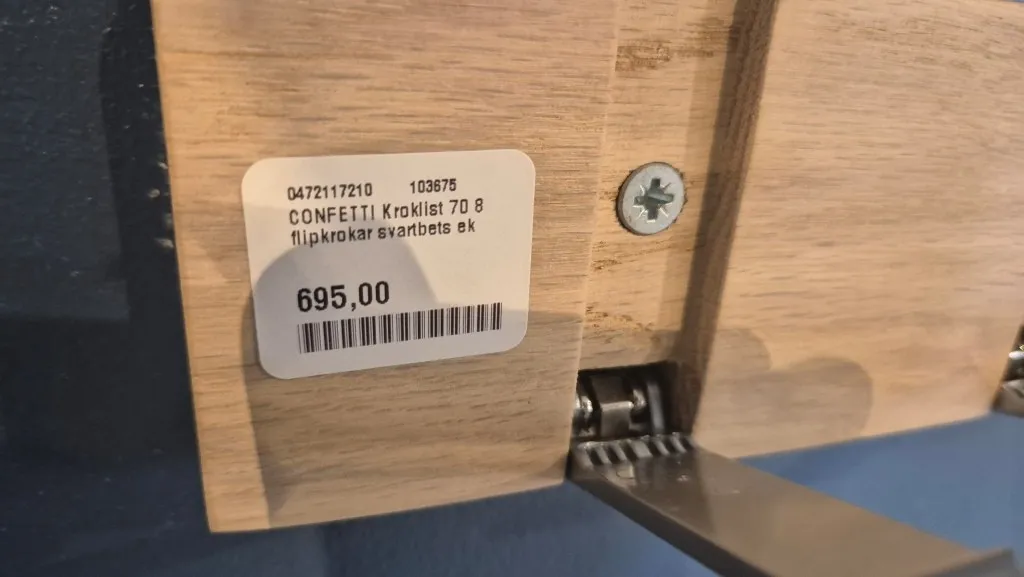 0472117210 103675
CONFETTI Kroklist 70 8
flipkrokar svartbets ek
695,00